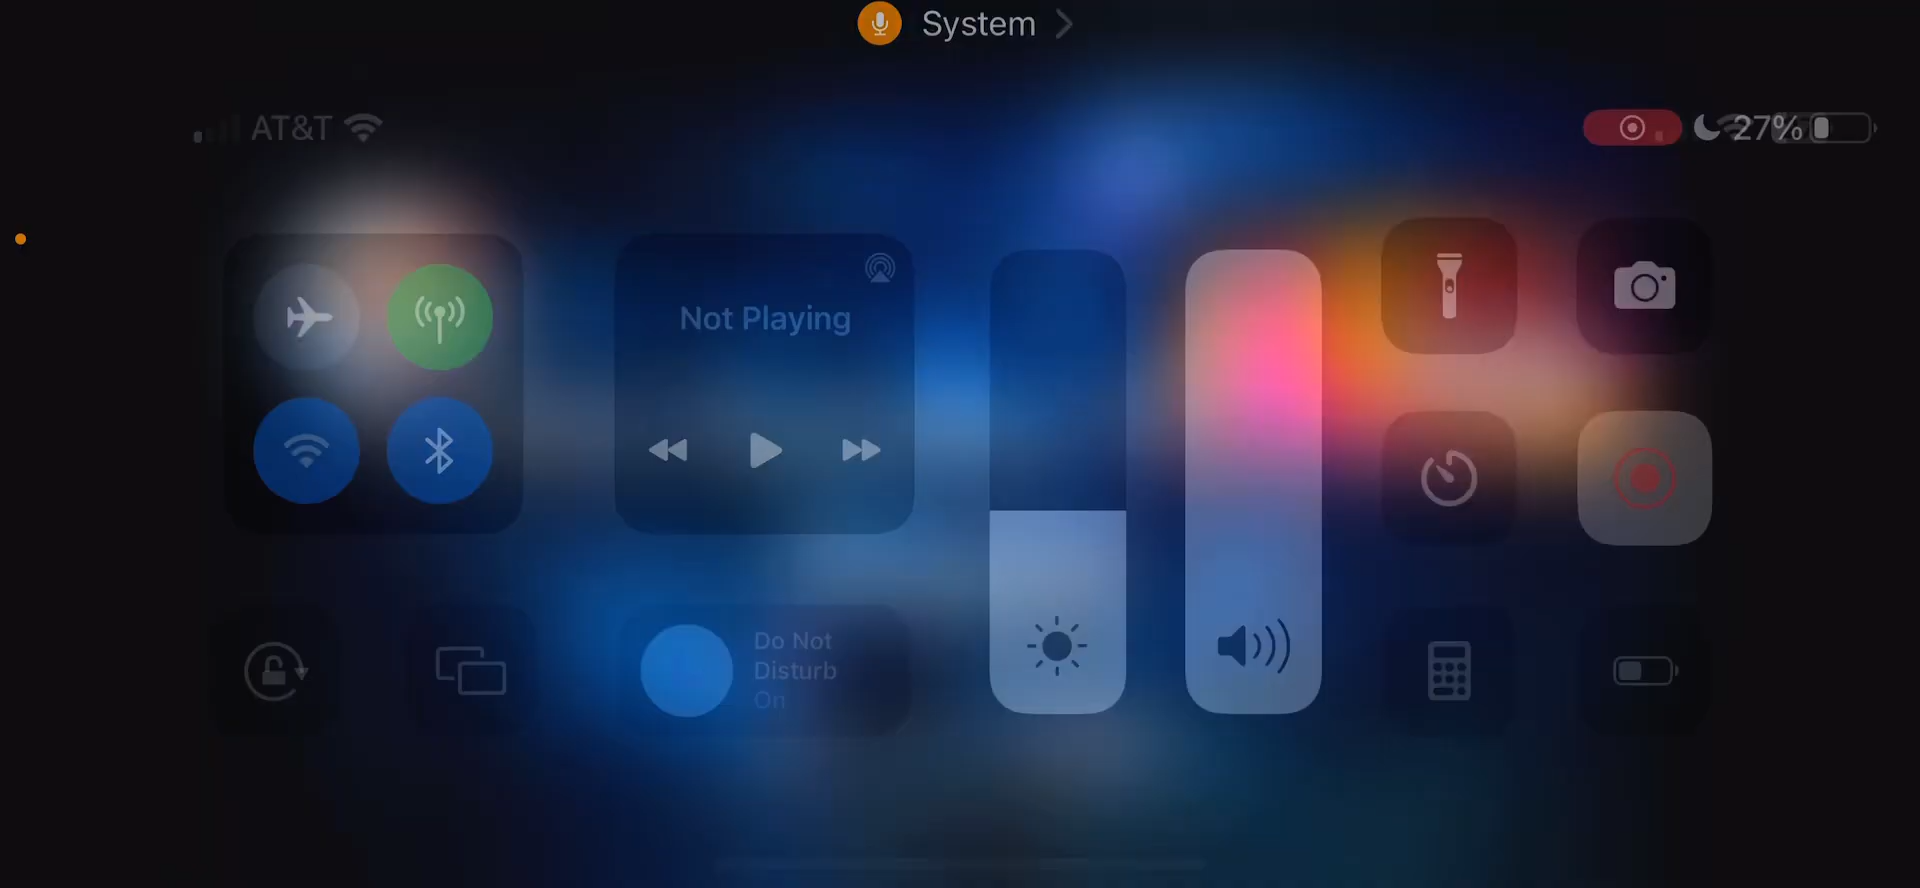 System
AT&T
27%
Not Playing
Do Not
Disturb
On